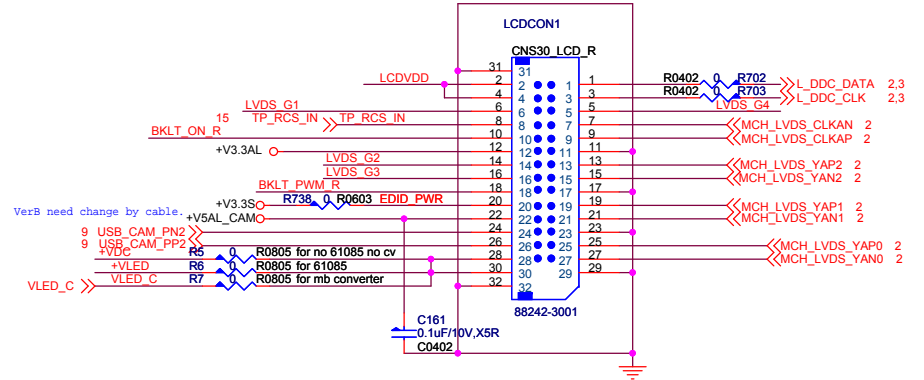 LCDCON1
CNS30_LCD_R
31 31
LCDVDD 2 2 1 1 R0402 0 R702 L_DDC_DATA 2,3
4 4 3 3 R0402 0 R703 L_DDC_CLK 2,3
LVDS_G1 6 6 5 5 LVDS_G4
15 TP_RCS_IN TP_RCS_IN 8 8 7 7 MCH_LVDS_CLKAN 2
BKLT_ON_R 10 10 9 9 MCH_LVDS_CLKAP 2
+V3.3AL 12 12 11 11
LVDS_G2 14 14 13 13 MCH_LVDS_YAP2 2
LVDS_G3 16 16 15 15 MCH_LVDS_YAN2 2
BKLT_PWM_R 18 18 17 17
+V3.3S R738 0 R0603 EDID_PWR 20 20 19 19 MCH_LVDS_YAP1 2
VerB need change by cable.
+V5AL_CAM 22 22 21 21 MCH_LVDS_YAN1 2
9 USB_CAM_PN2 24 24 23 23
9 USB_CAM_PP2 26 26 25 25 MCH_LVDS_YAP0 2
+VDC R5 0 R0805 for no 61085 no cv 28 28 27 27 MCH_LVDS_YAN0 2
+VLED R6 0 R0805 for 61085 30 30 29 29
VLED_C VLED_C R7 0 R0805 for mb converter 32 32
88242-3001
C161
0.1uF/10V,X5R
C0402